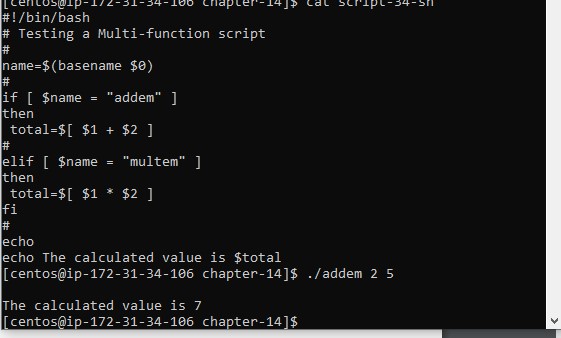 [centos@ip-172-31-34-106 chapter-14]$ cat script-34-sh
#!/bin/bash
# Testing a Multi-function script
#
name=$(basename $0)
#
if [ $name = "addem" ]
then
 total=$[ $1 + $2 ]
#
elif [ $name = "multem" ]
then
 total=$[ $1 * $2 ]
fi
#
echo
echo The calculated value is $total
[centos@ip-172-31-34-106 chapter-14]$ ./addem 2 5

The calculated value is 7
[centos@ip-172-31-34-106 chapter-14]$